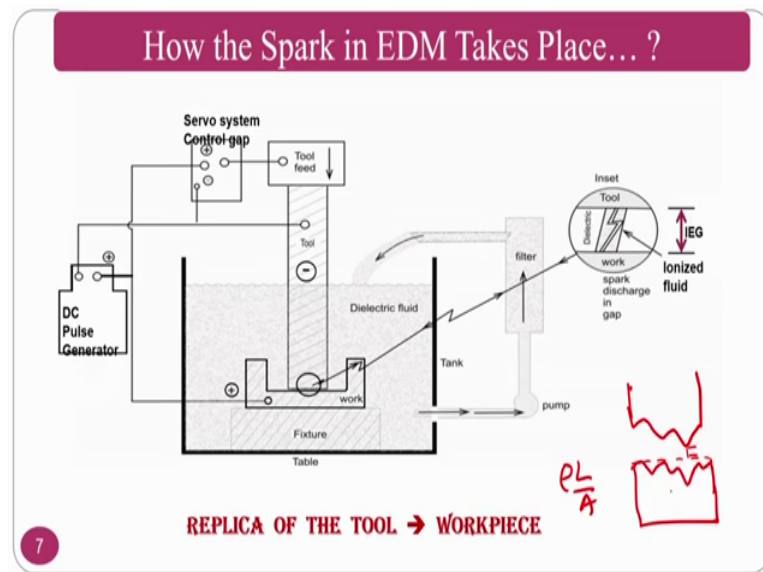 How the Spark in EDM Takes Place... ?
Servo system
Control gap
Tool
feed
Inset
Tool
Dielectric
IEG
work
Ionized
fluid
spark
discharge
in
gap
filter
Tool
DC
Pulse
Generator
Dielectric fluid
Tank
work
pump
Fixture
Table
ρL
A
REPLICA OF THE TOOL → WORKPIECE
7